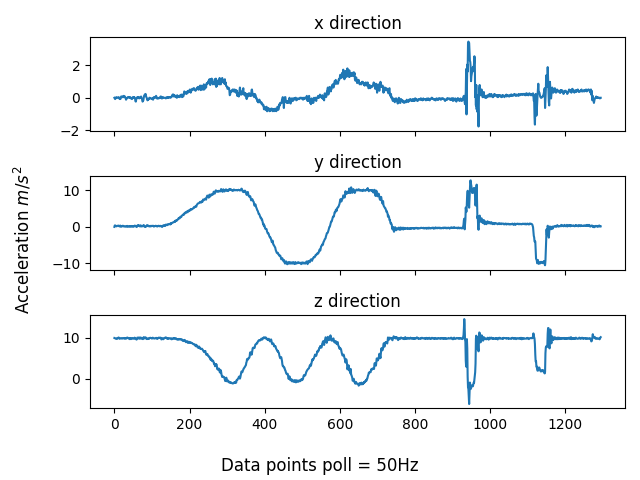 x direction
2
0
−2
y direction
10
0
−10
Acceleration m/s²
z direction
10
0
0 200 400 600 800 1000 1200
Data points poll = 50Hz